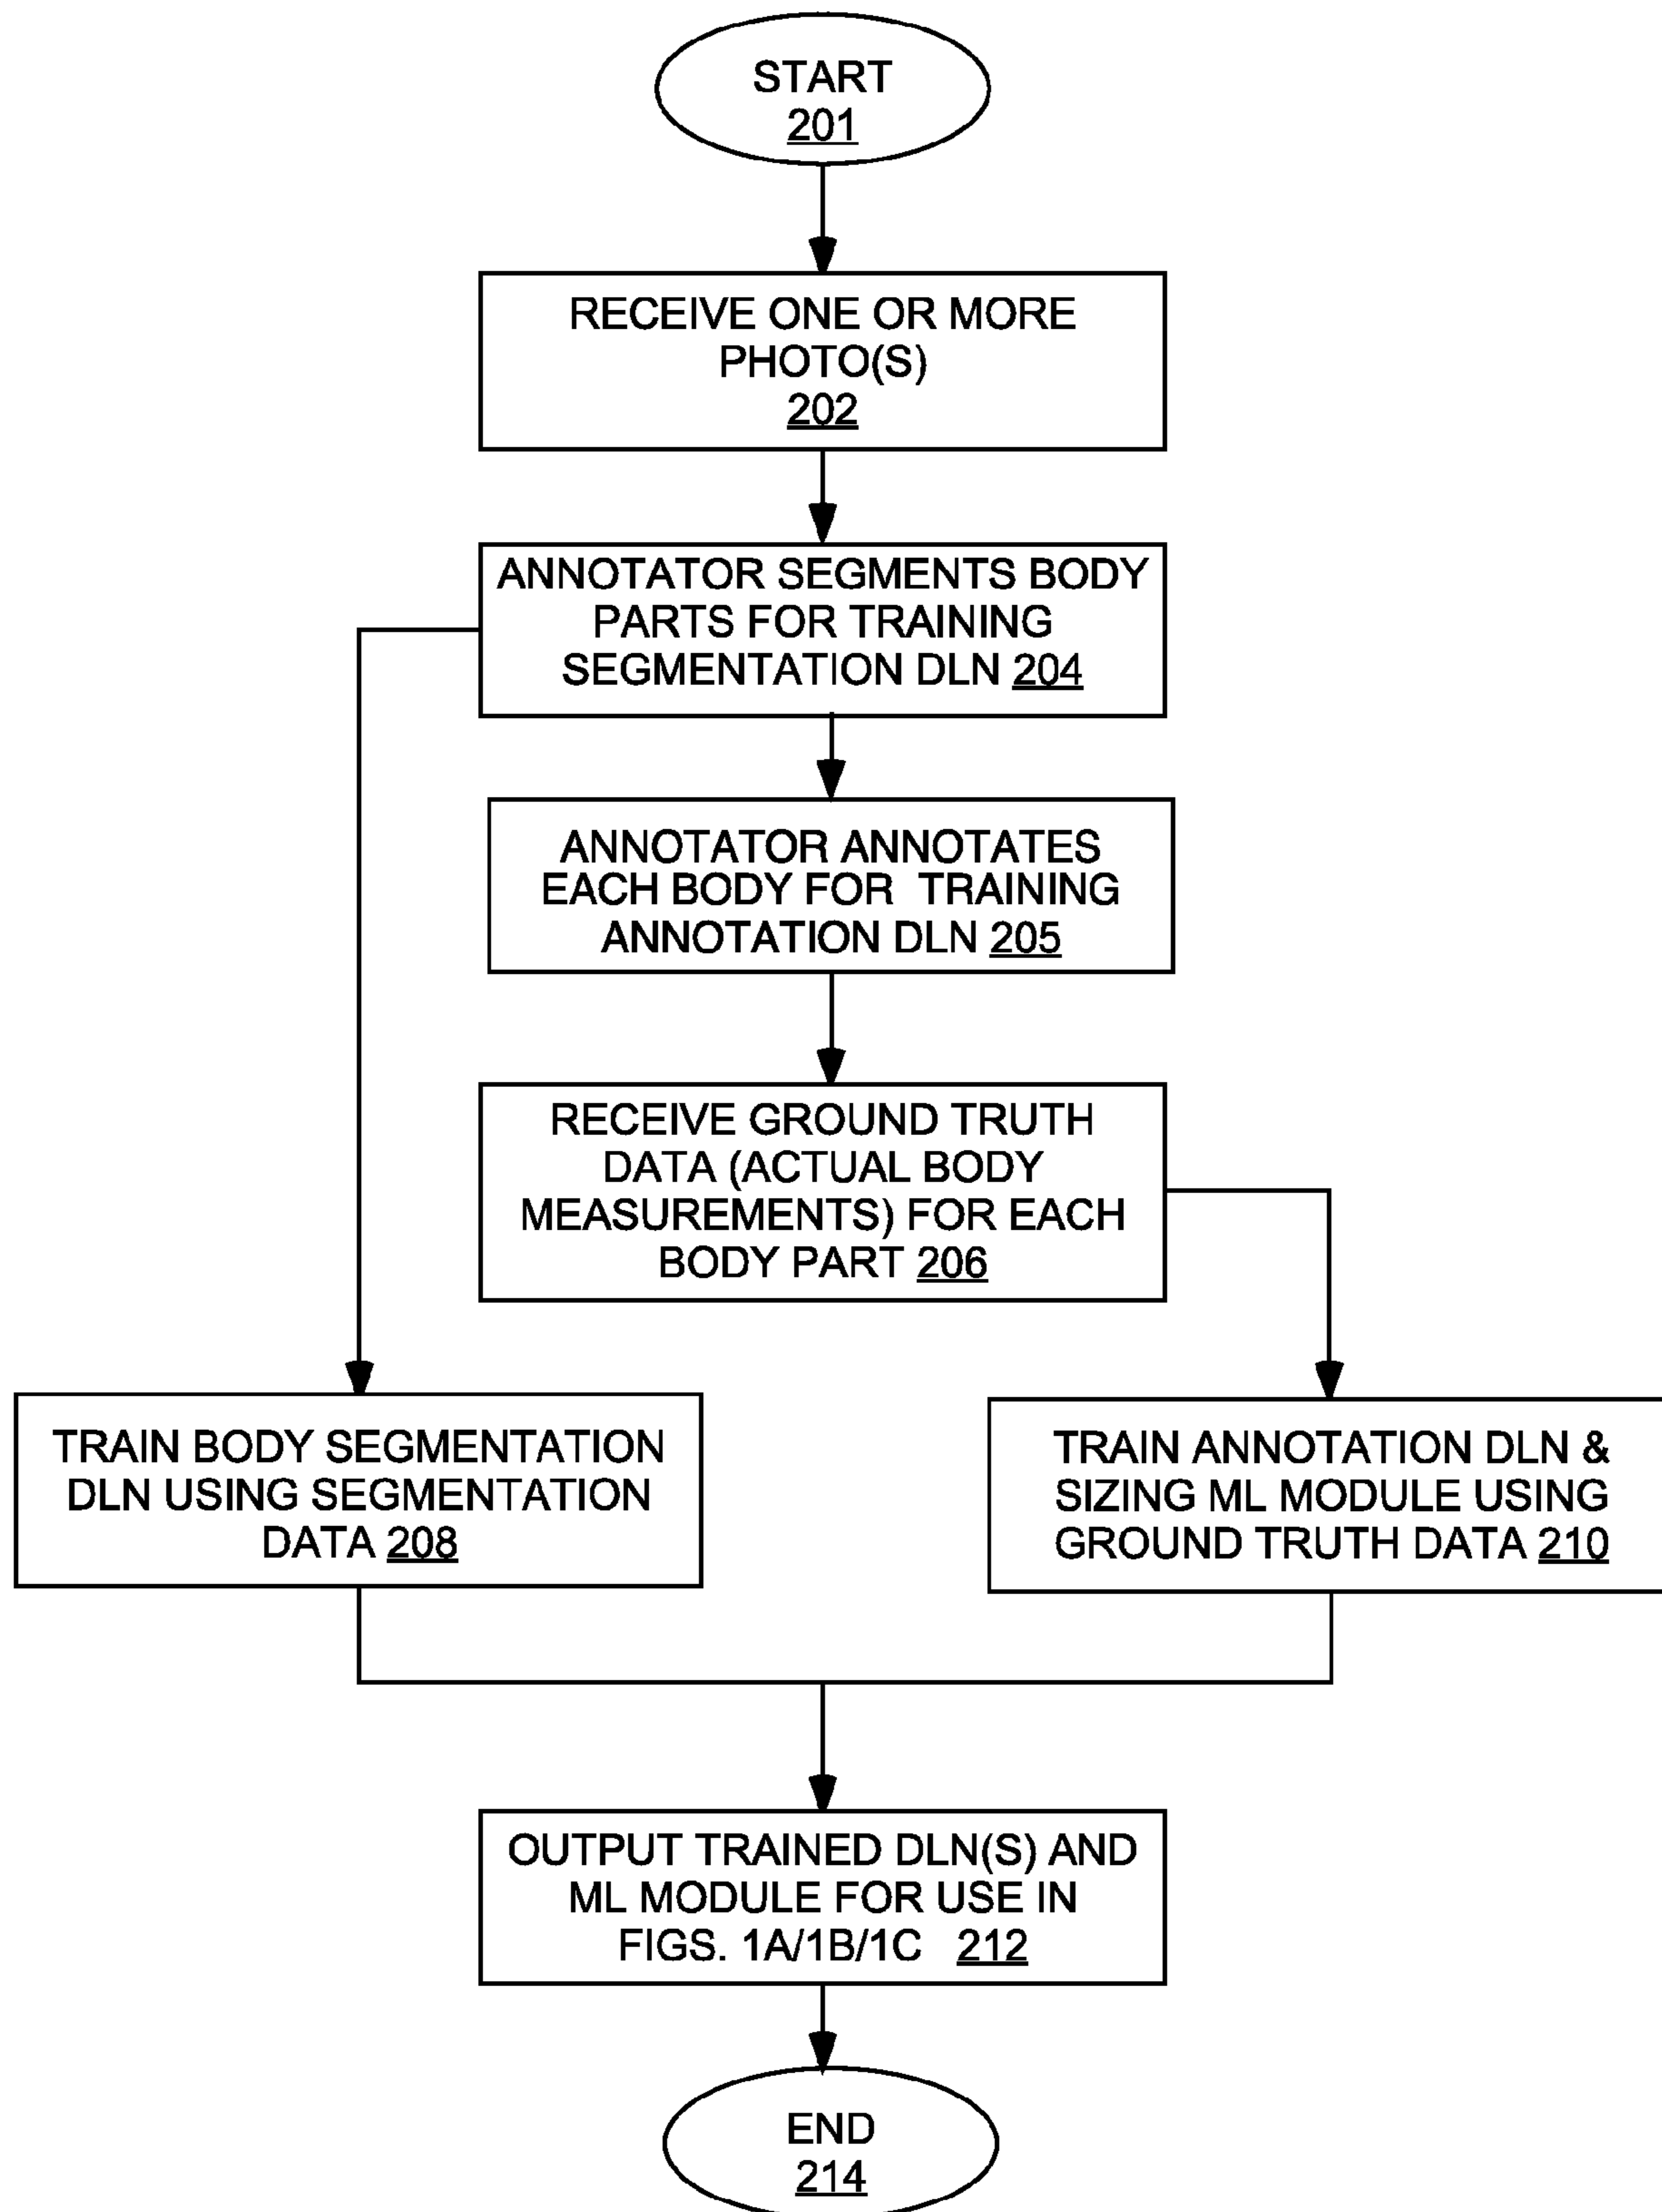 START
201
RECEIVE ONE OR MORE
PHOTO(S)
202
ANNOTATOR SEGMENTS BODY
PARTS FOR TRAINING
SEGMENTATION DLN 204
ANNOTATOR ANNOTATES
EACH BODY FOR TRAINING
ANNOTATION DLN 205
RECEIVE GROUND TRUTH
DATA (ACTUAL BODY
MEASUREMENTS) FOR EACH
BODY PART 206
TRAIN BODY SEGMENTATION
DLN USING SEGMENTATION
DATA 208
TRAIN ANNOTATION DLN &
SIZING ML MODULE USING
GROUND TRUTH DATA 210
OUTPUT TRAINED DLN(S) AND
ML MODULE FOR USE IN
FIGS. 1A/1B/1C 212
END
214